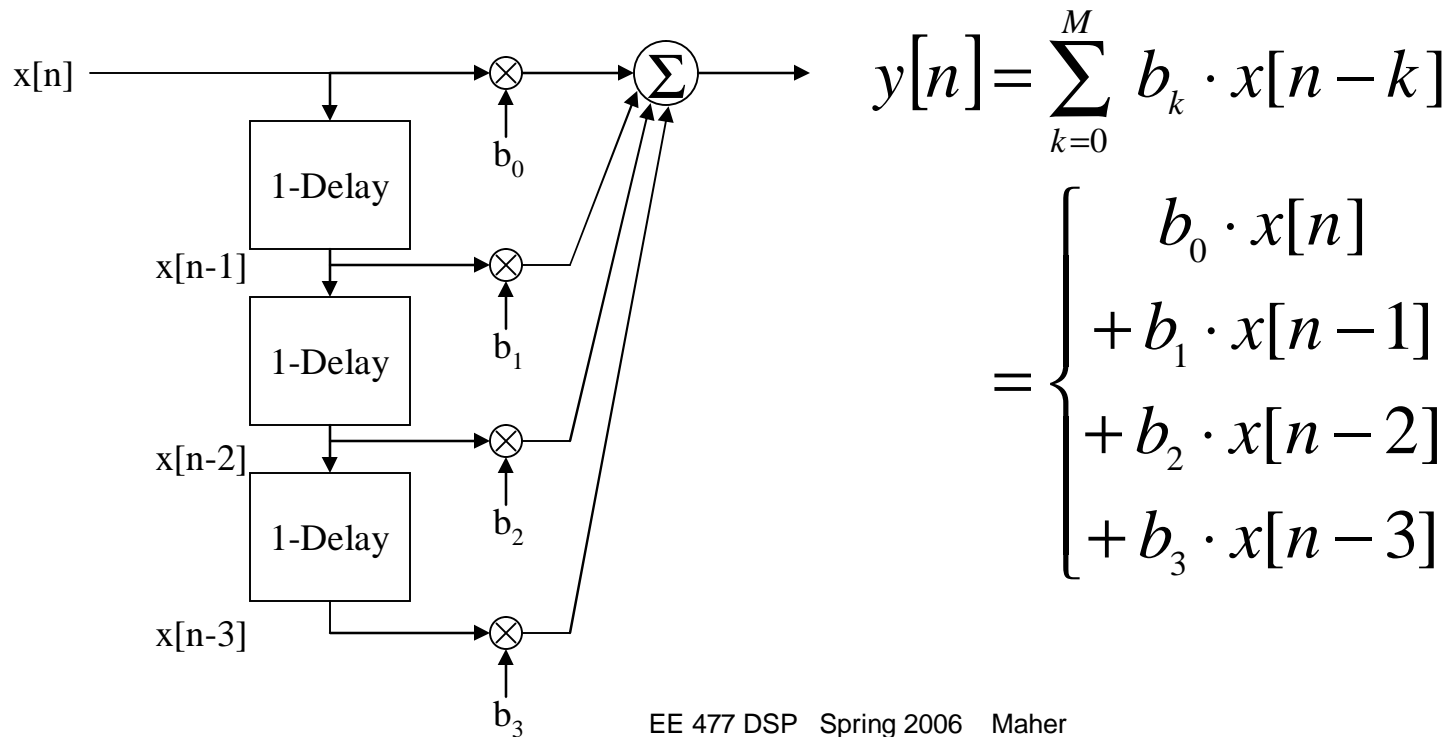 x[n]
Σ
b₀
1-Delay
x[n-1]
b₁
1-Delay
x[n-2]
b₂
1-Delay
x[n-3]
b₃
y[n] = \sum_{k=0}^{M} b_k · x[n − k]
= { b₀ · x[n]
+ b₁ · x[n − 1]
+ b₂ · x[n − 2]
+ b₃ · x[n − 3]
EE 477 DSP Spring 2006 Maher